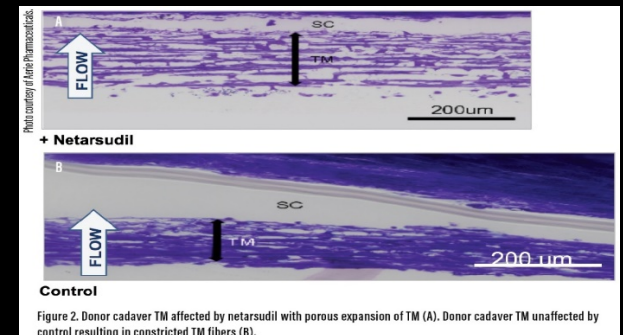 Photo courtesy of Aerie Pharmaceuticals.
A
SC
FLOW
TM
200um
+ Netarsudil
B
SC
FLOW
TM
200 um
Control
Figure 2. Donor cadaver TM affected by netarsudil with porous expansion of TM (A). Donor cadaver TM unaffected by
control resulting in constricted TM fibers (B).